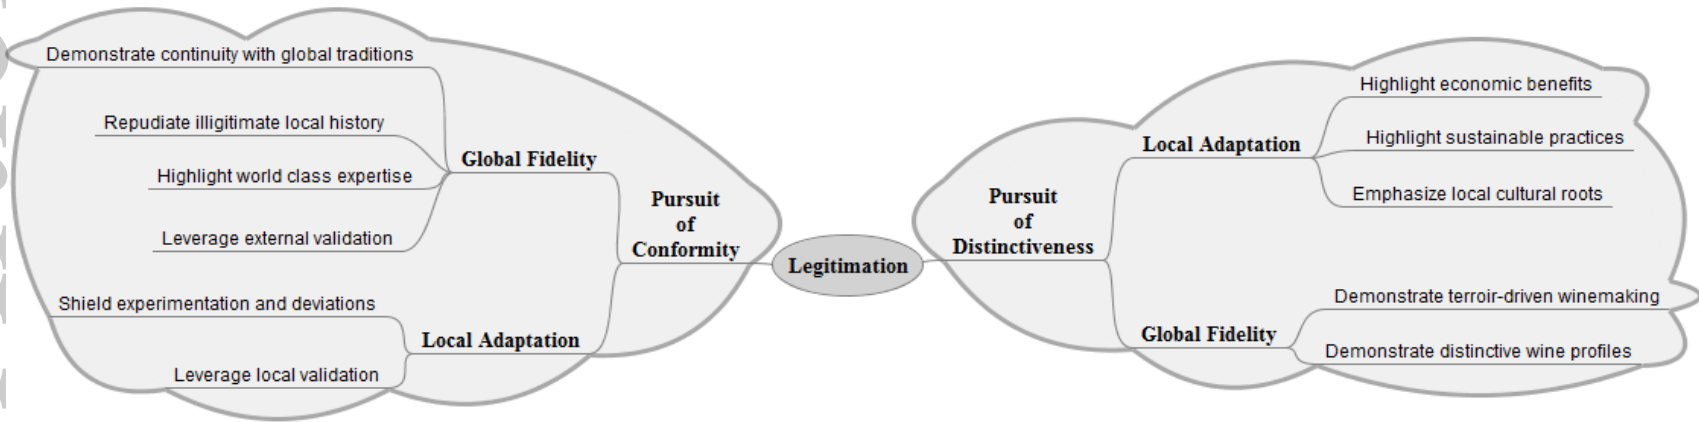 Demonstrate continuity with global traditions
Repudiate illigitimate local history
Highlight world class expertise
Leverage external validation
Global Fidelity
Shield experimentation and deviations
Leverage local validation
Local Adaptation
Pursuit
of
Conformity
Legitimation
Pursuit
of
Distinctiveness
Local Adaptation
Highlight economic benefits
Highlight sustainable practices
Emphasize local cultural roots
Global Fidelity
Demonstrate terroir-driven winemaking
Demonstrate distinctive wine profiles